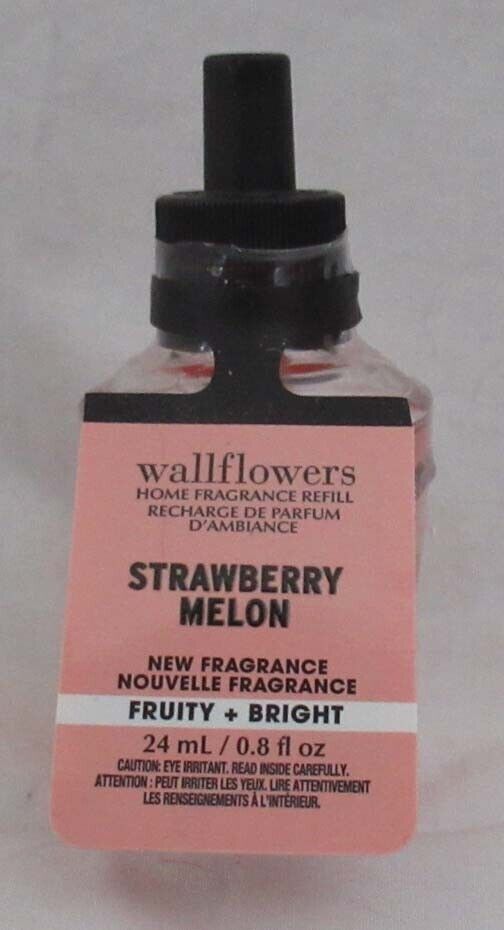 wallflowers
HOME FRAGRANCE REFILL
RECHARGE DE PARFUM
D'AMBIANCE
STRAWBERRY
MELON
NEW FRAGRANCE
NOUVELLE FRAGRANCE
FRUITY + BRIGHT
24 mL / 0.8 fl oz
CAUTION: EYE IRRITANT. READ INSIDE CAREFULLY.
ATTENTION : PEUT IRRITER LES YEUX. LIRE ATTENTIVEMENT
LES RENSEIGNEMENTS À L'INTÉRIEUR.